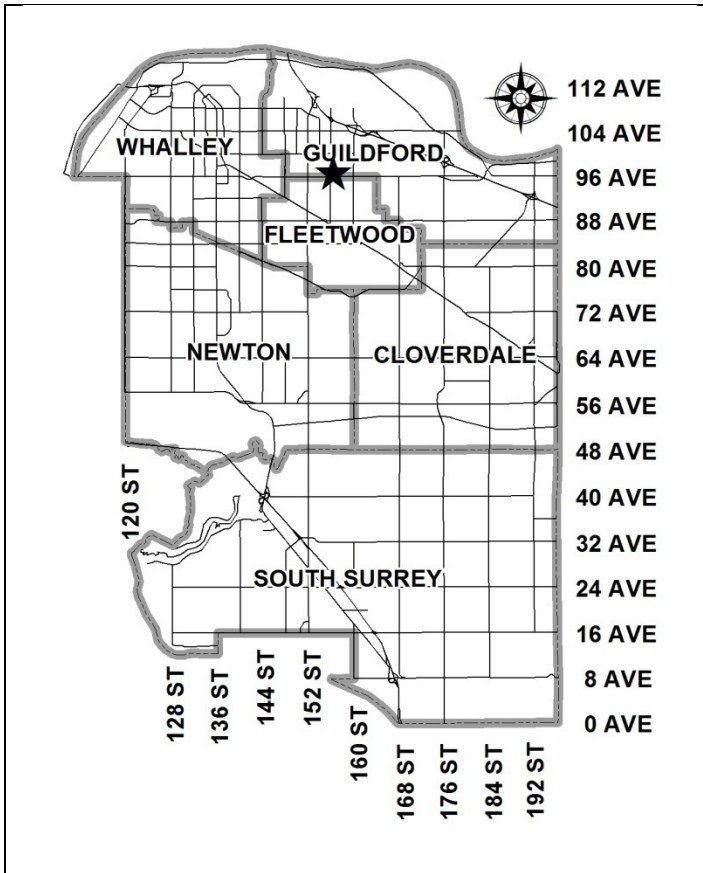 112 AVE
104 AVE
WHALLEY
GUILDFORD
96 AVE
88 AVE
FLEETWOOD
80 AVE
72 AVE
NEWTON
CLOVERDALE
64 AVE
56 AVE
48 AVE
120 ST
40 AVE
32 AVE
SOUTH SURREY
24 AVE
16 AVE
8 AVE
0 AVE
128 ST
136 ST
144 ST
152 ST
160 ST
168 ST
176 ST
184 ST
192 ST